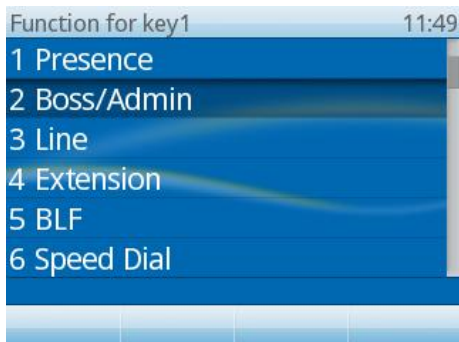 Function for key1 11:49
1 Presence
2 Boss/Admin
3 Line
4 Extension
5 BLF
6 Speed Dial